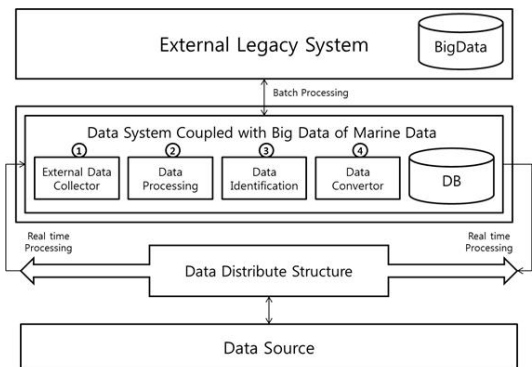 External Legacy System
BigData
Batch Processing
Data System Coupled with Big Data of Marine Data
① ② ③ ④
External Data
Collector
Data
Processing
Data
Identification
Data
Convertor
DB
Real time
Processing
Real time
Processing
Data Distribute Structure
Data Source